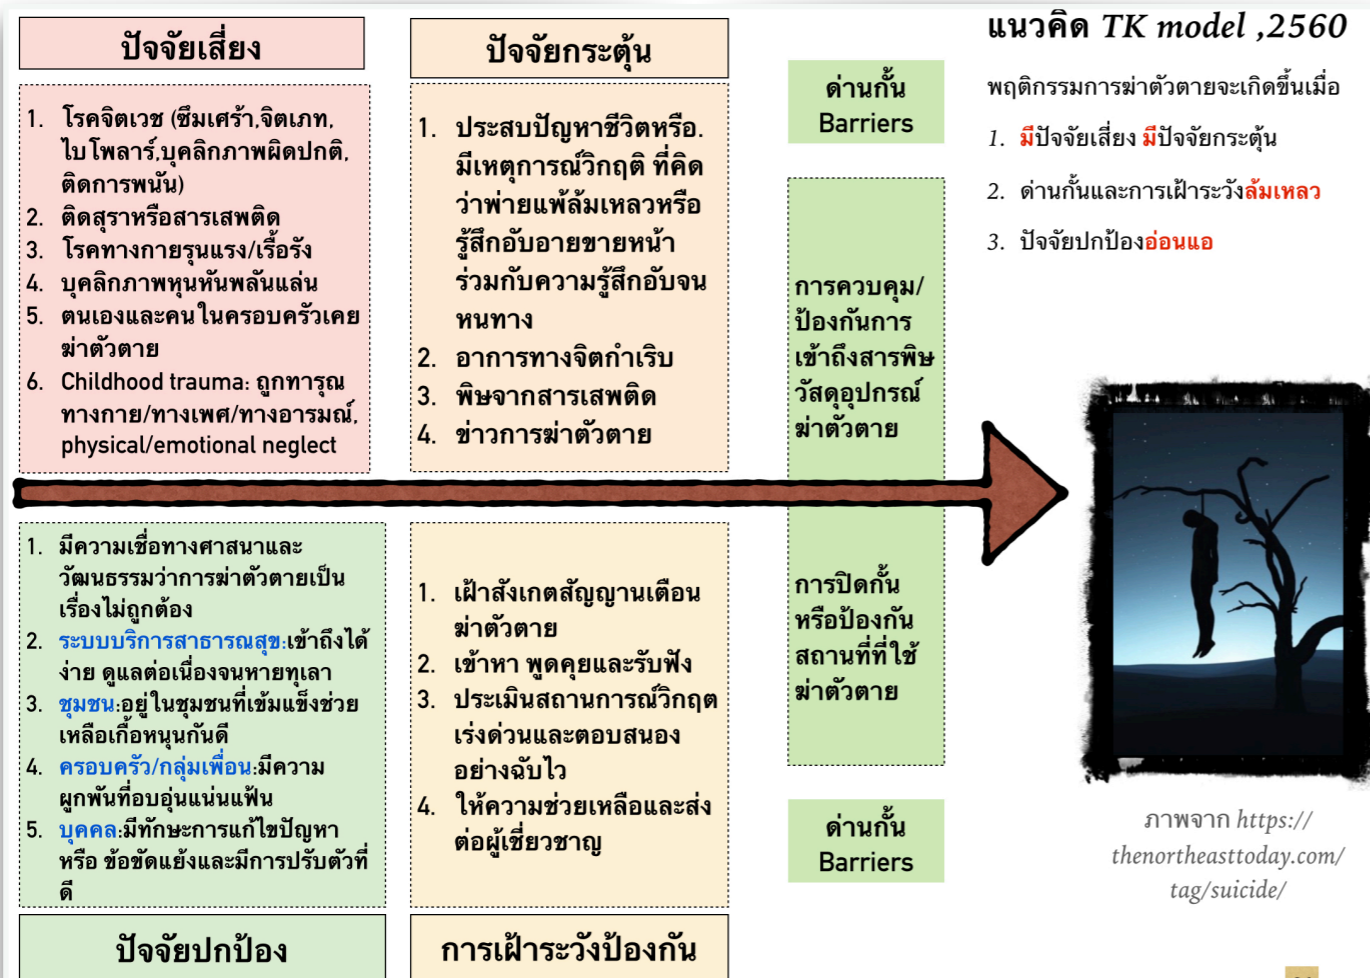 ปัจจัยเสี่ยง
1. โรคจิตเวช (ซึมเศร้า,จิตเภท,
ไบโพลาร์,บุคลิกภาพผิดปกติ,
ติดการพนัน)
2. ติดสุราหรือสารเสพติด
3. โรคทางกายรุนแรง/เรื้อรัง
4. บุคลิกภาพหุนหันพลันแล่น
5. ตนเองและคนในครอบครัวเคย
ฆ่าตัวตาย
6. Childhood trauma: ถูกทารุณ
ทางกาย/ทางเพศ/ทางอารมณ์,
physical/emotional neglect
ปัจจัยกระตุ้น
1. ประสบปัญหาชีวิตหรือ.
มีเหตุการณ์วิกฤติ ที่คิด
ว่าพ่ายแพ้ล้มเหลวหรือ
รู้สึกอับอายขายหน้า
ร่วมกับความรู้สึกอับจน
หนทาง
2. อาการทางจิตกำเริบ
3. พิษจากสารเสพติด
4. ข่าวการฆ่าตัวตาย
ด่านกั้น
Barriers
การควบคุม/
ป้องกันการ
เข้าถึงสารพิษ
วัสดุอุปกรณ์
ฆ่าตัวตาย
แนวคิด TK model ,2560
พฤติกรรมการฆ่าตัวตายจะเกิดขึ้นเมื่อ
1. มีปัจจัยเสี่ยง มีปัจจัยกระตุ้น
2. ด่านกั้นและการเฝ้าระวังล้มเหลว
3. ปัจจัยปกป้องอ่อนแอ
1. มีความเชื่อทางศาสนาและ
วัฒนธรรมว่าการฆ่าตัวตายเป็น
เรื่องไม่ถูกต้อง
2. ระบบบริการสาธารณสุข:เข้าถึงได้
ง่าย ดูแลต่อเนื่องจนหายทุเลา
3. ชุมชน:อยู่ในชุมชนที่เข้มแข็งช่วย
เหลือเกื้อหนุนกันดี
4. ครอบครัว/กลุ่มเพื่อน:มีความ
ผูกพันที่อบอุ่นแน่นแฟ้น
5. บุคคล:มีทักษะการแก้ไขปัญหา
หรือ ข้อขัดแย้งและมีการปรับตัวที่
ดี
ปัจจัยปกป้อง
1. เฝ้าสังเกตสัญญานเตือน
ฆ่าตัวตาย
2. เข้าหา พูดคุยและรับฟัง
3. ประเมินสถานการณ์วิกฤต
เร่งด่วนและตอบสนอง
อย่างฉับไว
4. ให้ความช่วยเหลือและส่ง
ต่อผู้เชี่ยวชาญ
การเฝ้าระวังป้องกัน
การปิดกั้น
หรือป้องกัน
สถานที่ที่ใช้
ฆ่าตัวตาย
ด่านกั้น
Barriers
ภาพจาก https://
thenortheasttoday.com/
tag/suicide/